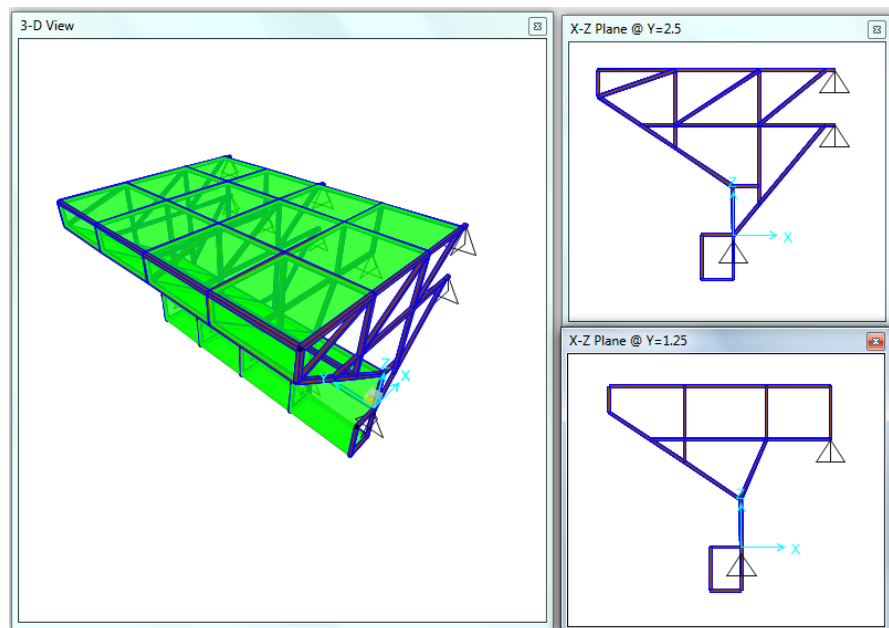 3-D View
X-Z Plane @ Y=2.5
Z
X
X-Z Plane @ Y=1.25
Z
X
Y
Z
X